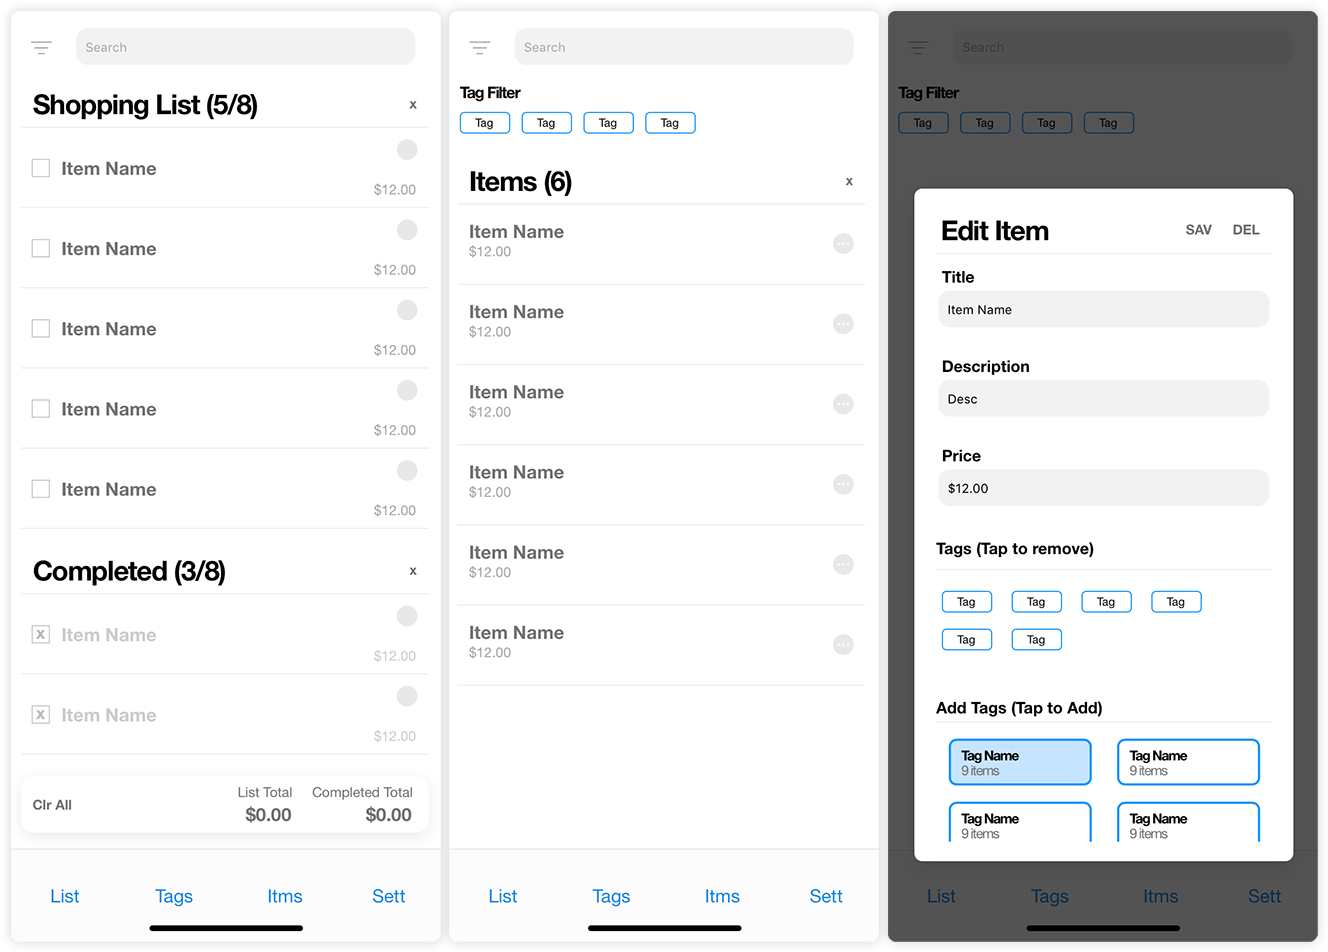 Search
Shopping List (5/8)
x
Item Name
$12.00
Item Name
$12.00
Item Name
$12.00
Item Name
$12.00
Item Name
$12.00
Completed (3/8)
x
x Item Name
$12.00
x Item Name
$12.00
Clr All
List Total
$0.00
Completed Total
$0.00
List Tags Itms Sett
Search
Tag Filter
Tag Tag Tag Tag
Items (6)
x
Item Name
$12.00
Item Name
$12.00
Item Name
$12.00
Item Name
$12.00
Item Name
$12.00
Item Name
$12.00
List Tags Itms Sett
Search
Tag Filter
Tag Tag Tag Tag
Edit Item SAV DEL
Title
Item Name
Description
Desc
Price
$12.00
Tags (Tap to remove)
Tag Tag Tag Tag
Tag Tag
Add Tags (Tap to Add)
Tag Name
9 items
Tag Name
9 items
Tag Name
9 items
Tag Name
9 items
List Tags Itms Sett